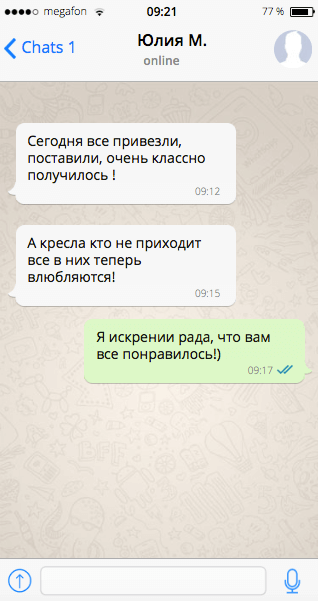 megafon 09:21 77 %
Chats 1 Юлия М.
online
Сегодня все привезли,
поставили, очень классно
получилось !
09:12
А кресла кто не приходит
все в них теперь
влюбляются!
09:15
Я искрении рада, что вам
все понравилось!)
09:17